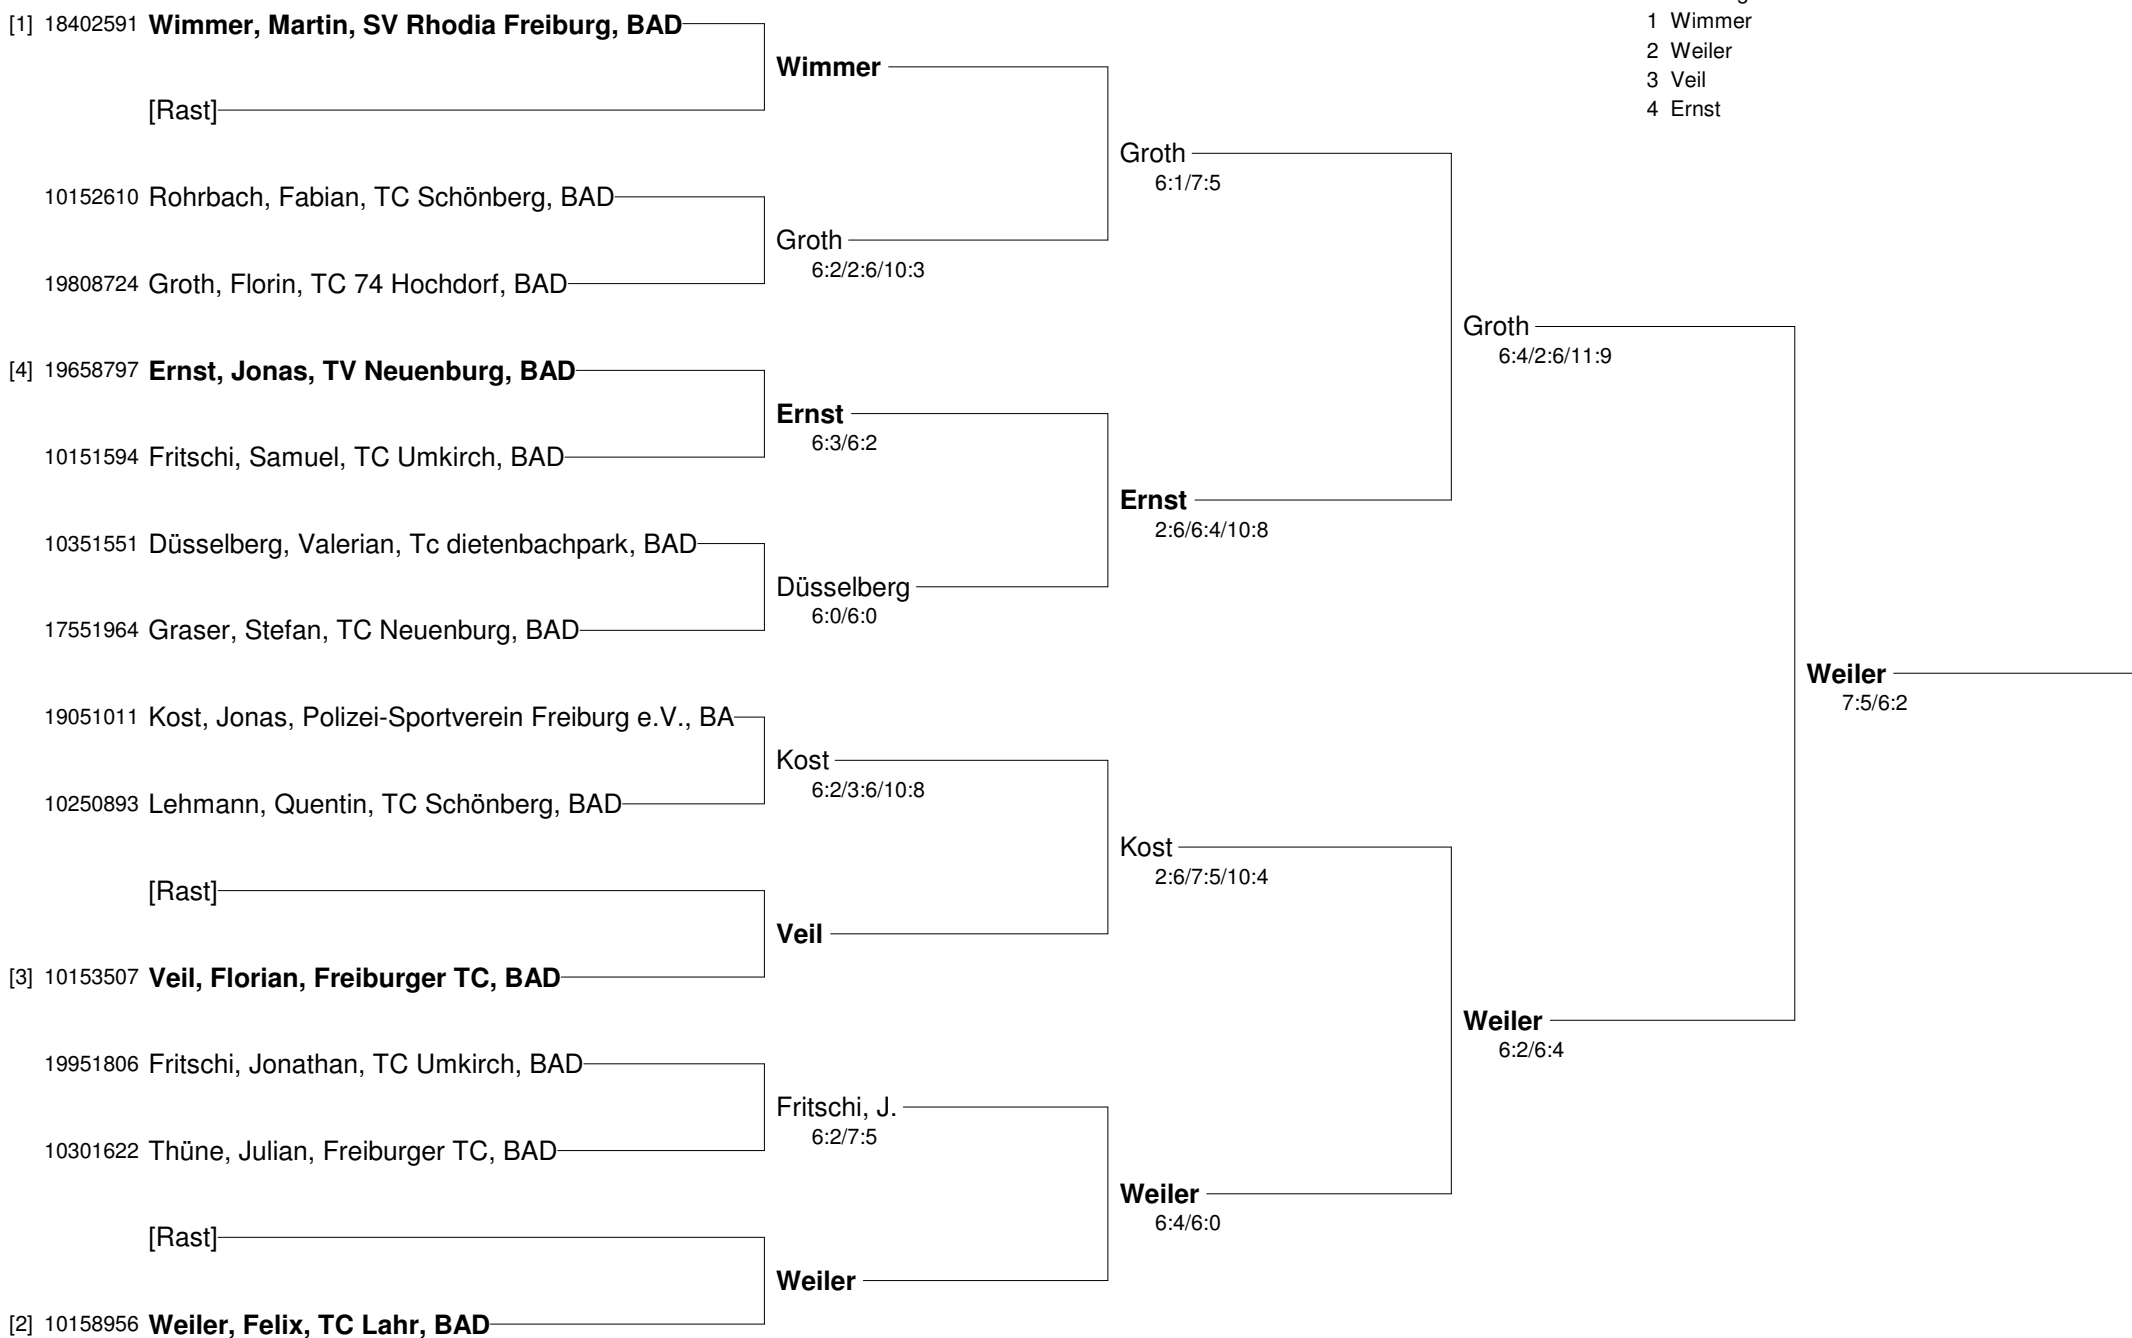 [1] 18402591 Wimmer, Martin, SV Rhodia Freiburg, BAD
[Rast]
10152610 Rohrbach, Fabian, TC Schönberg, BAD
19808724 Groth, Florin, TC 74 Hochdorf, BAD
[4] 19658797 Ernst, Jonas, TV Neuenburg, BAD
10151594 Fritschi, Samuel, TC Umkirch, BAD
10351551 Düsselberg, Valerian, Tc dietenbachpark, BAD
17551964 Graser, Stefan, TC Neuenburg, BAD
19051011 Kost, Jonas, Polizei-Sportverein Freiburg e.V., BA
10250893 Lehmann, Quentin, TC Schönberg, BAD
[Rast]
[3] 10153507 Veil, Florian, Freiburger TC, BAD
19951806 Fritschi, Jonathan, TC Umkirch, BAD
10301622 Thüne, Julian, Freiburger TC, BAD
[Rast]
[2] 10158956 Weiler, Felix, TC Lahr, BAD
Wimmer
Groth
6:2/2:6/10:3
Ernst
6:3/6:2
Düsselberg
6:0/6:0
Kost
6:2/3:6/10:8
Veil
Fritschi, J.
6:2/7:5
Weiler
Groth
6:1/7:5
Ernst
2:6/6:4/10:8
Kost
2:6/7:5/10:4
Weiler
6:4/6:0
Groth
6:4/2:6/11:9
Weiler
6:2/6:4
Weiler
7:5/6:2
1 Wimmer
2 Weiler
3 Veil
4 Ernst